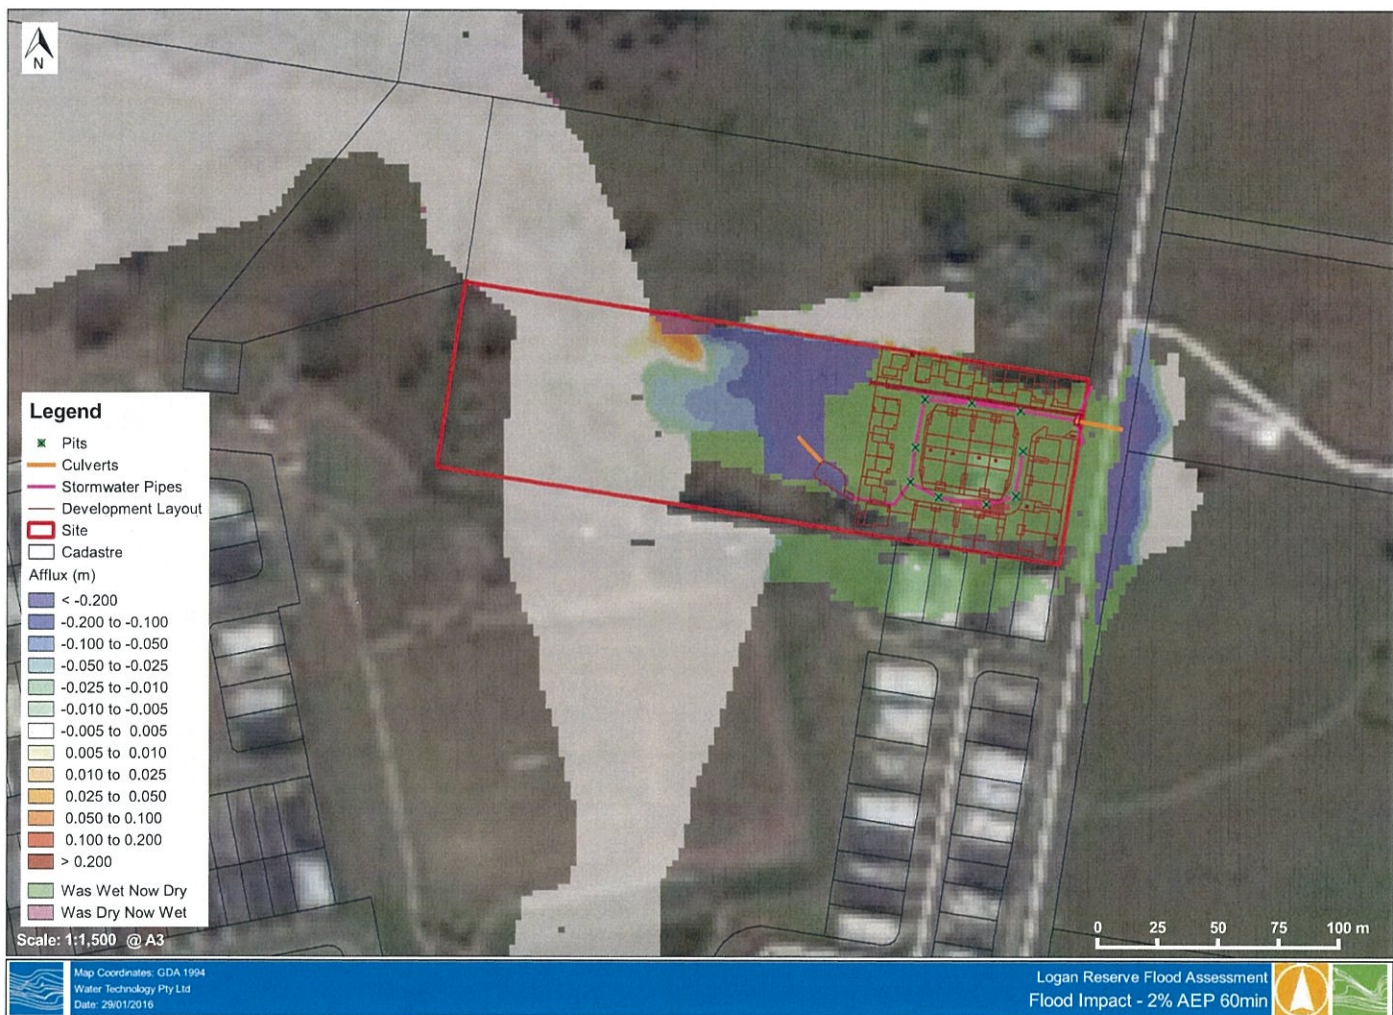 N
Legend
Pits
Culverts
Stormwater Pipes
Development Layout
Site
Cadastre
Afflux (m)
< -0.200
-0.200 to -0.100
-0.100 to -0.050
-0.050 to -0.025
-0.025 to -0.010
-0.010 to -0.005
-0.005 to 0.005
0.005 to 0.010
0.010 to 0.025
0.025 to 0.050
0.050 to 0.100
0.100 to 0.200
> 0.200
Was Wet Now Dry
Was Dry Now Wet
Scale: 1:1,500 @ A3
0 25 50 75 100 m
Map Coordinates: GDA 1994
Water Technology Pty Ltd
Date: 29/01/2016
Logan Reserve Flood Assessment
Flood Impact - 2% AEP 60min